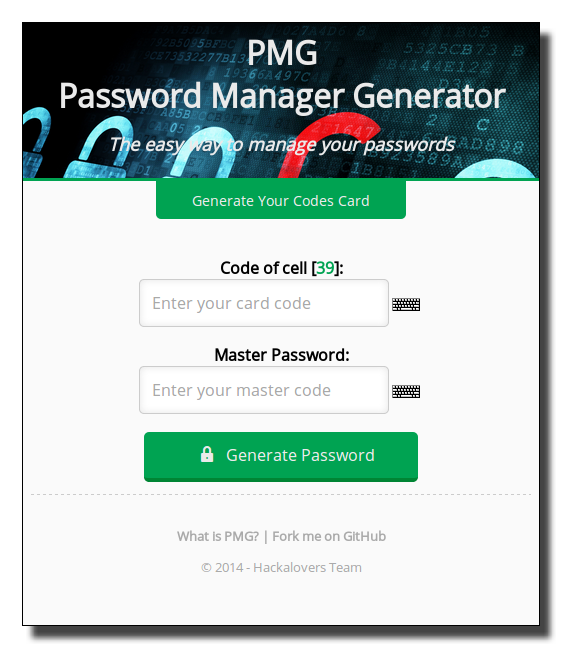 PMG
Password Manager Generator
The easy way to manage your passwords
Generate Your Codes Card
Code of cell [39]:
Enter your card code
Master Password:
Enter your master code
Generate Password
What is PMG? | Fork me on GitHub
© 2014 - Hackalovers Team